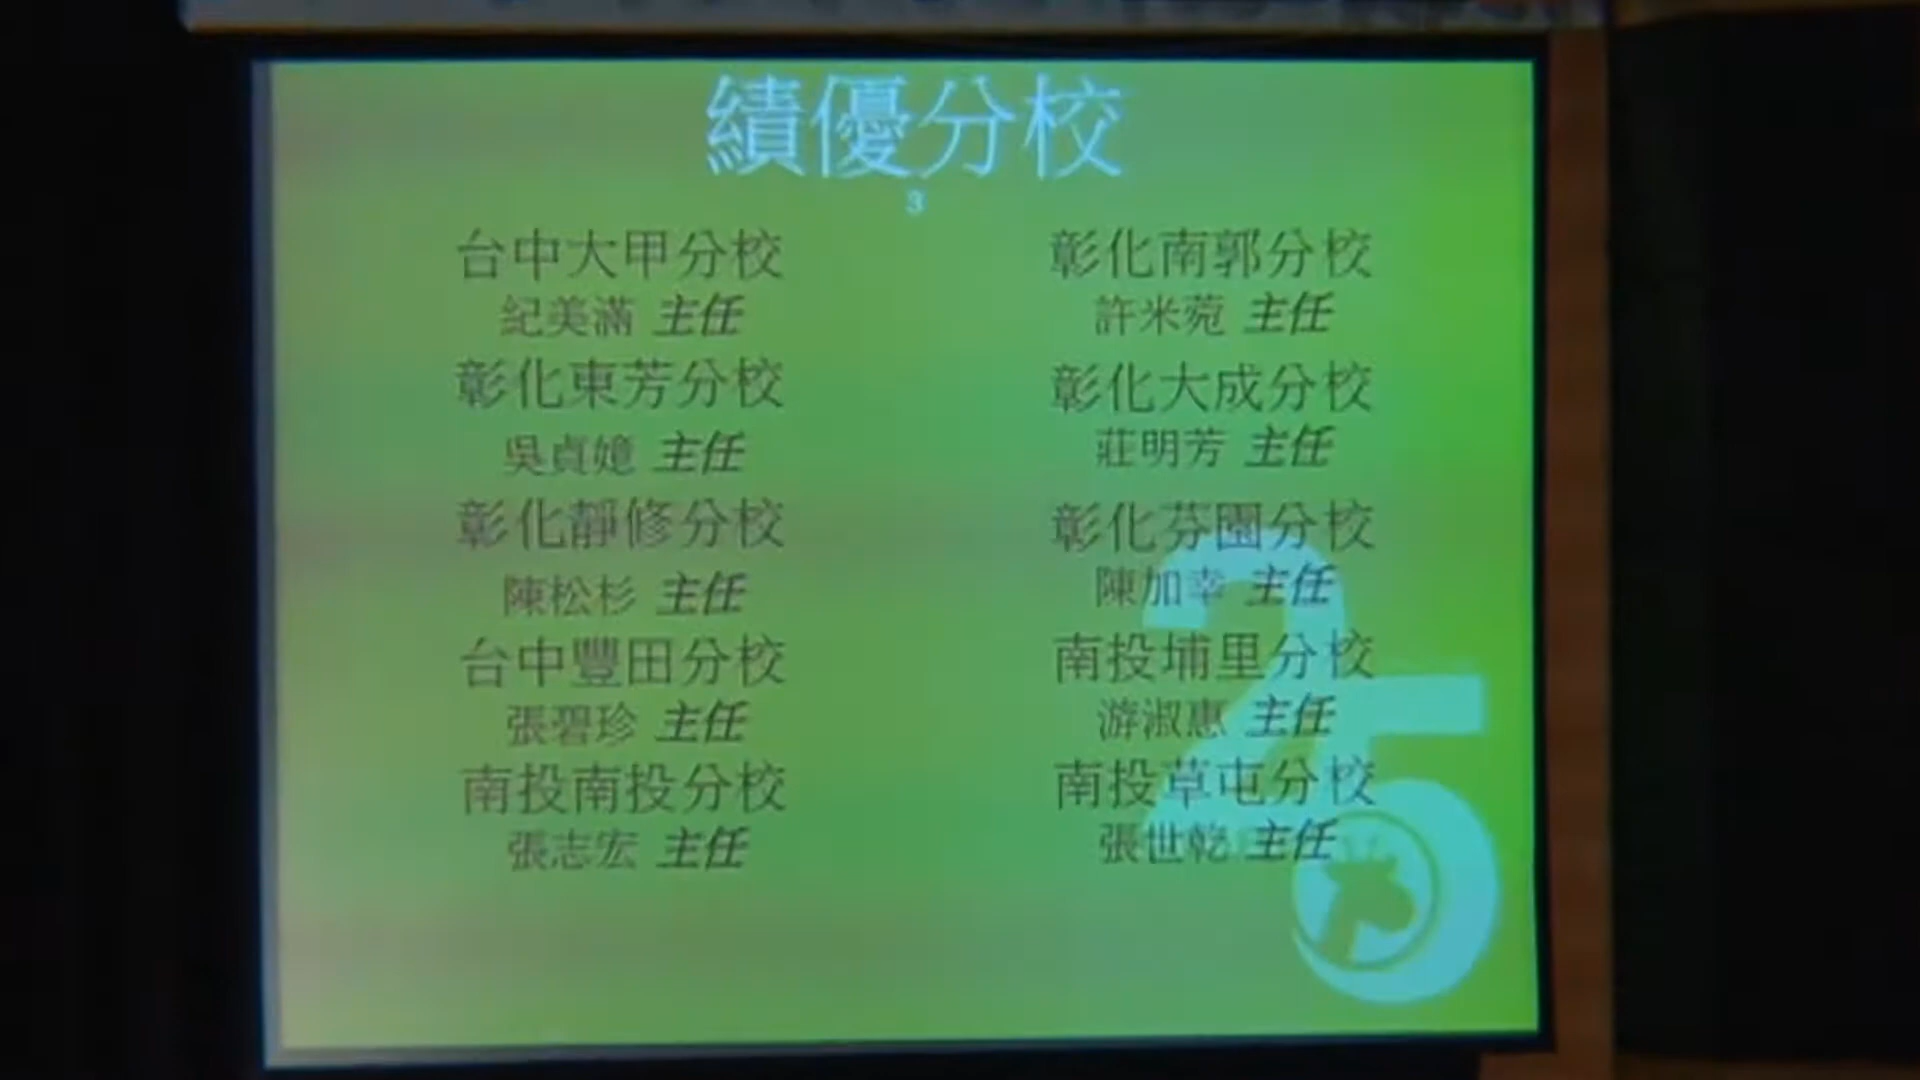 績優分校
3
台中大甲分校
紀美滿 主任
彰化東芳分校
吳貞嬑 主任
彰化靜修分校
陳松杉 主任
台中豐田分校
張碧珍 主任
南投南投分校
張志宏 主任
彰化南郭分校
許米菀 主任
彰化大成分校
莊明芳 主任
彰化芬園分校
陳加幸 主任
南投埔里分校
游淑惠 主任
南投草屯分校
張世乾 主任
25